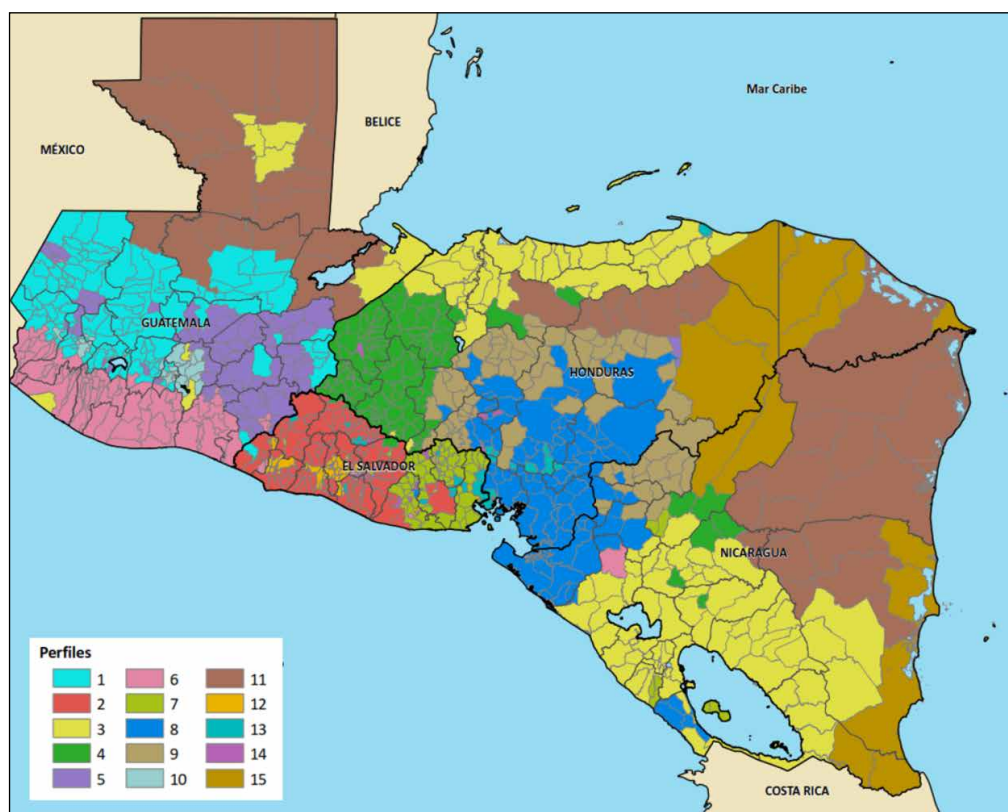 Mar Caribe
BELICE
MÉXICO
GUATEMALA
HONDURAS
EL SALVADOR
NICARAGUA
COSTA RICA
Perfiles
1 6 11
2 7 12
3 8 13
4 9 14
5 10 15